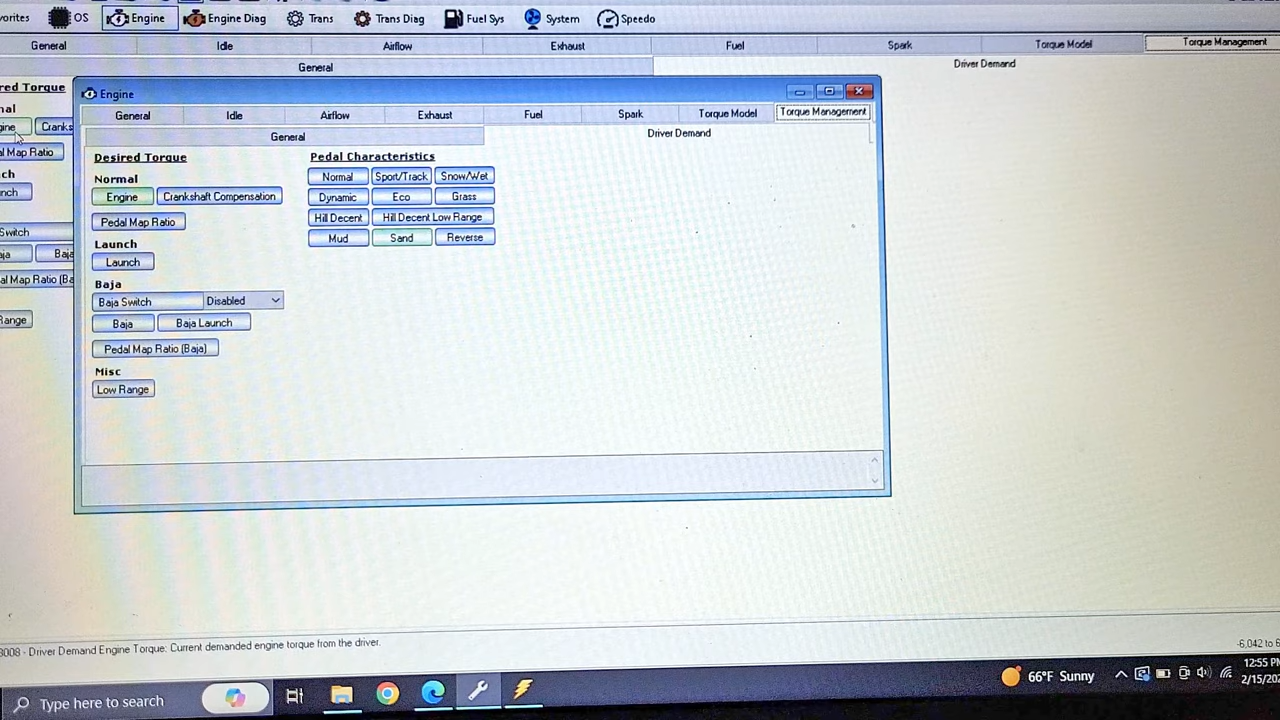 vorites OS Engine Engine Diag Trans Trans Diag Fuel Sys System Speedo
General Idle Airflow Exhaust Fuel Spark Torque Model Torque Management
General Driver Demand
red Torque
nal
gine Cranks
al Map Ratio
ch
nch
Switch
aja Baja
al Map Ratio (Ba
Range
Engine
General Idle Airflow Exhaust Fuel Spark Torque Model Torque Management
General Driver Demand
Desired Torque Pedal Characteristics
Normal Normal Sport/Track Snow/Wet
Engine Crankshaft Compensation Dynamic Eco Grass
Pedal Map Ratio Hill Decent Hill Decent Low Range
Launch Mud Sand Reverse
Launch
Baja
Baja Switch Disabled
Baja Baja Launch
Pedal Map Ratio (Baja)
Misc
Low Range
8008 - Driver Demand Engine Torque: Current demanded engine torque from the driver.
-6,042 to
Type here to search
66°F Sunny
12:55 PM
2/15/202